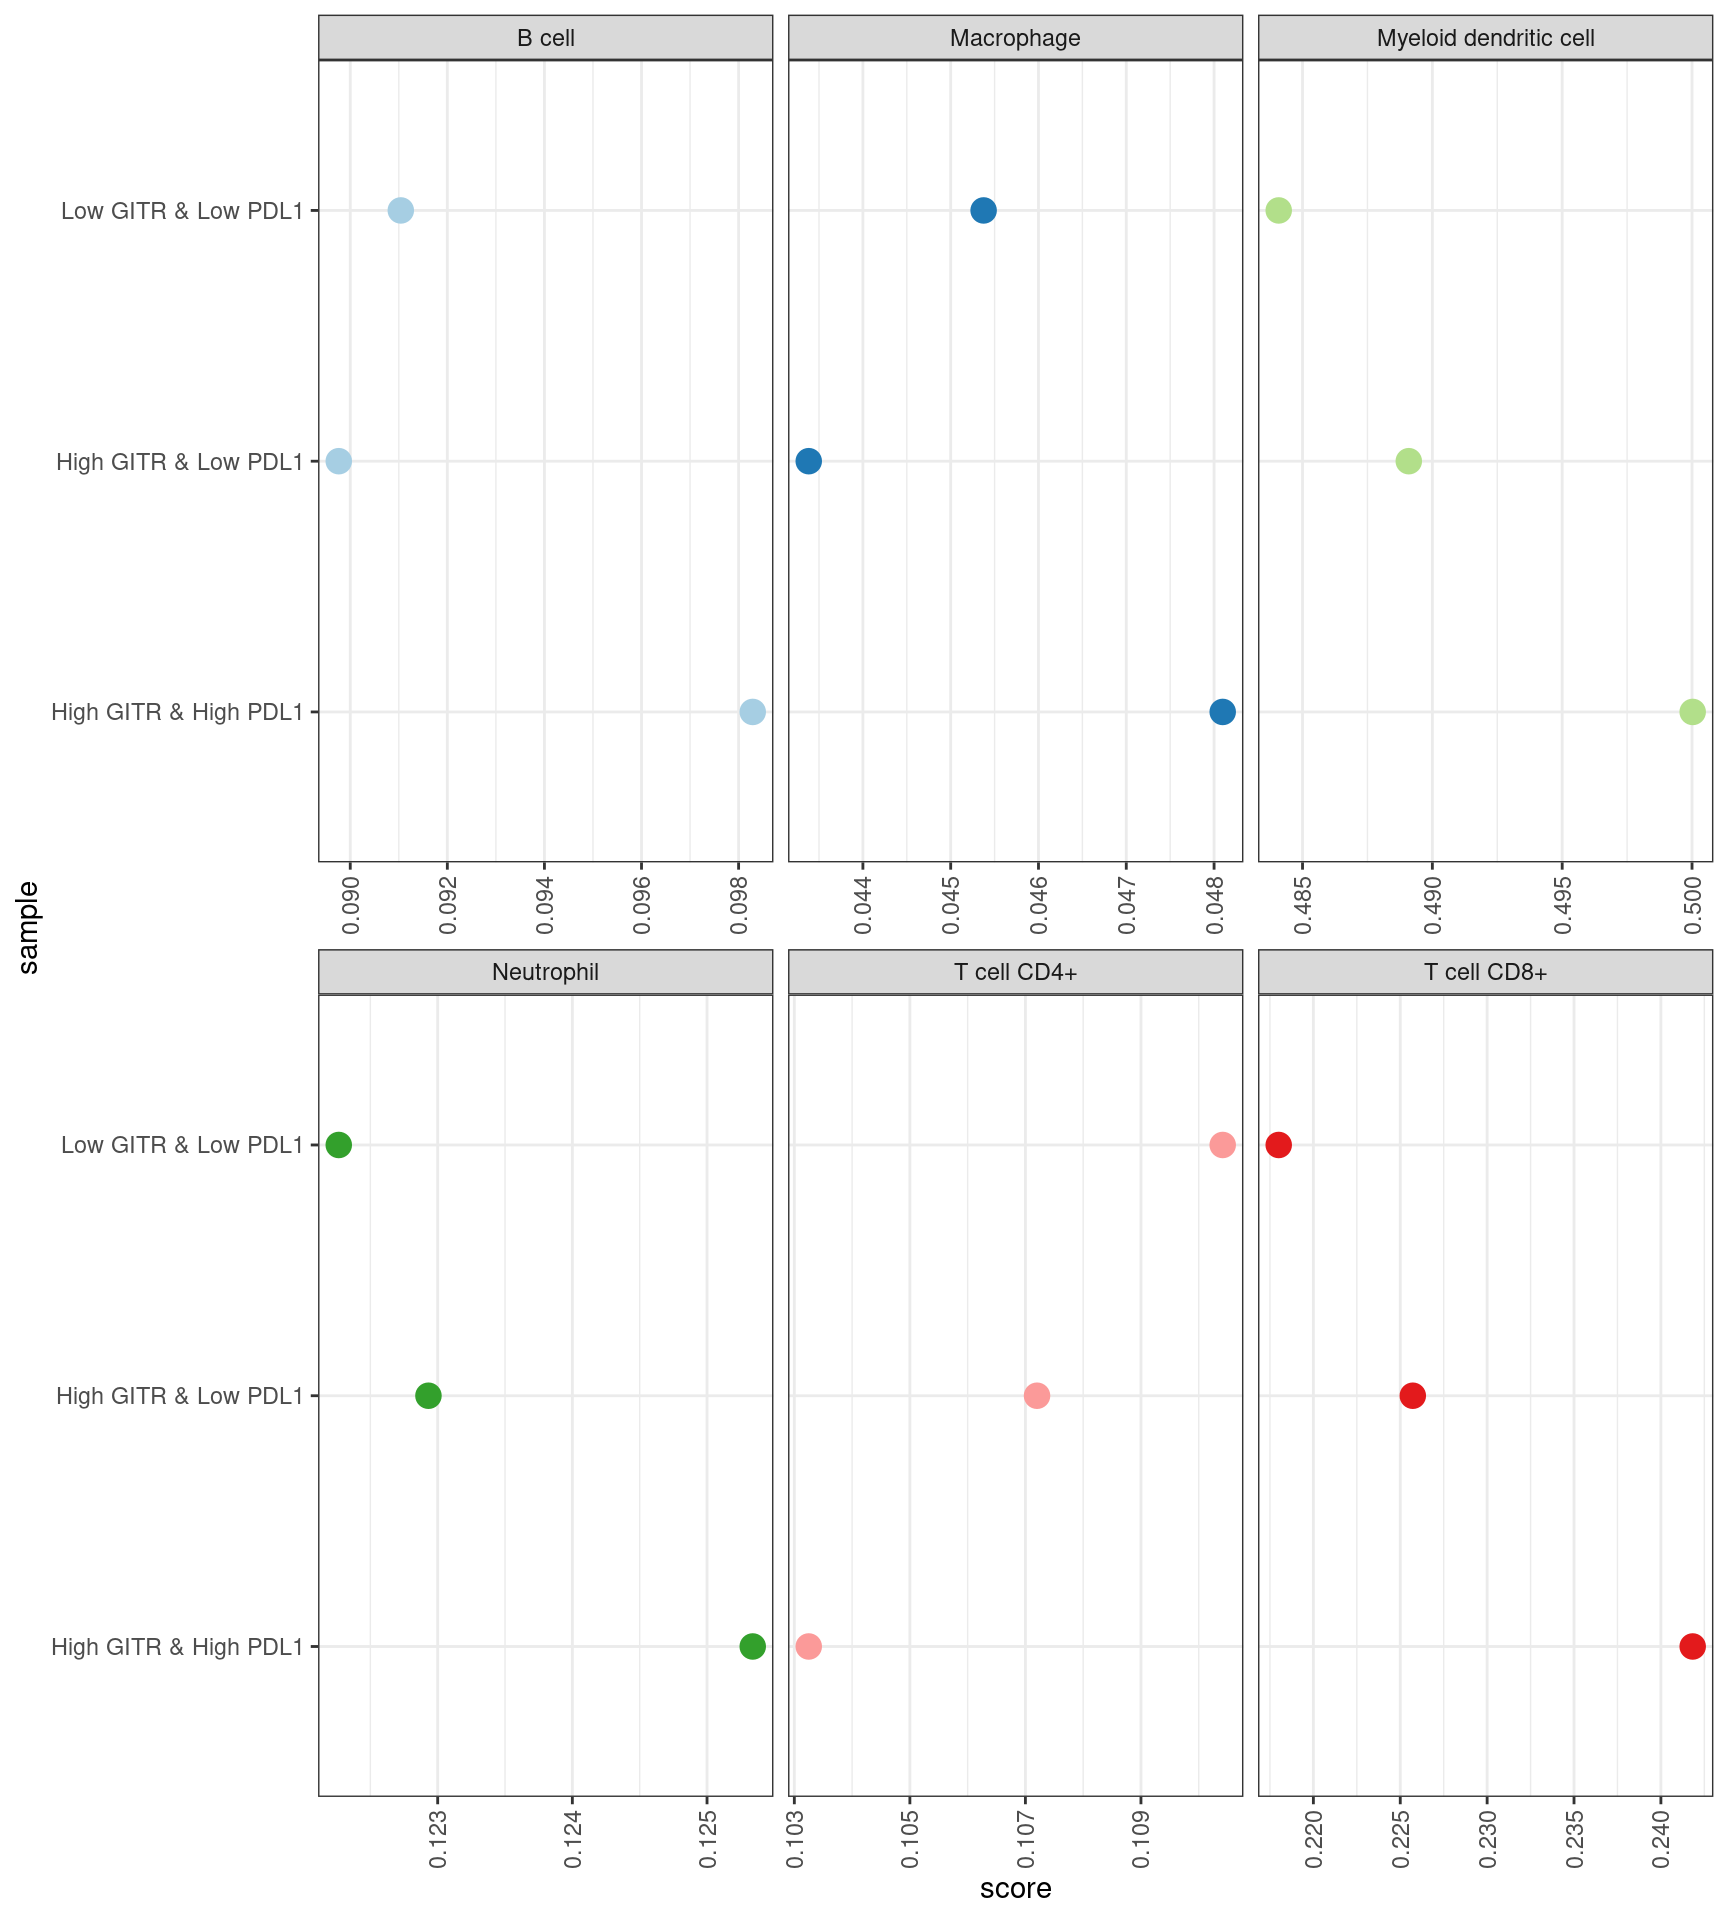 B cell
Macrophage
Myeloid dendritic cell
Low GITR & Low PDL1
High GITR & Low PDL1
High GITR & High PDL1
0.090 0.092 0.094 0.096 0.098
0.044 0.045 0.046 0.047 0.048
0.485 0.490 0.495 0.500
sample
Neutrophil
T cell CD4+
T cell CD8+
Low GITR & Low PDL1
High GITR & Low PDL1
High GITR & High PDL1
0.123 0.124 0.125
0.103 0.105 0.107 0.109
0.220 0.225 0.230 0.235 0.240
score